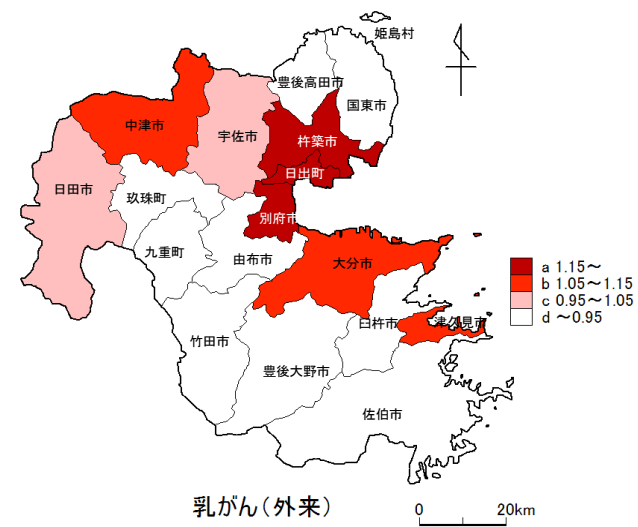 姫島村
豊後高田市
国東市
中津市
宇佐市
杵築市
日出町
日田市
玖珠町
別府市
九重町
由布市
大分市
臼杵市
津久見市
竹田市
豊後大野市
佐伯市
a 1.15～
b 1.05～1.15
c 0.95～1.05
d ～0.95
乳がん（外来）
0 20km